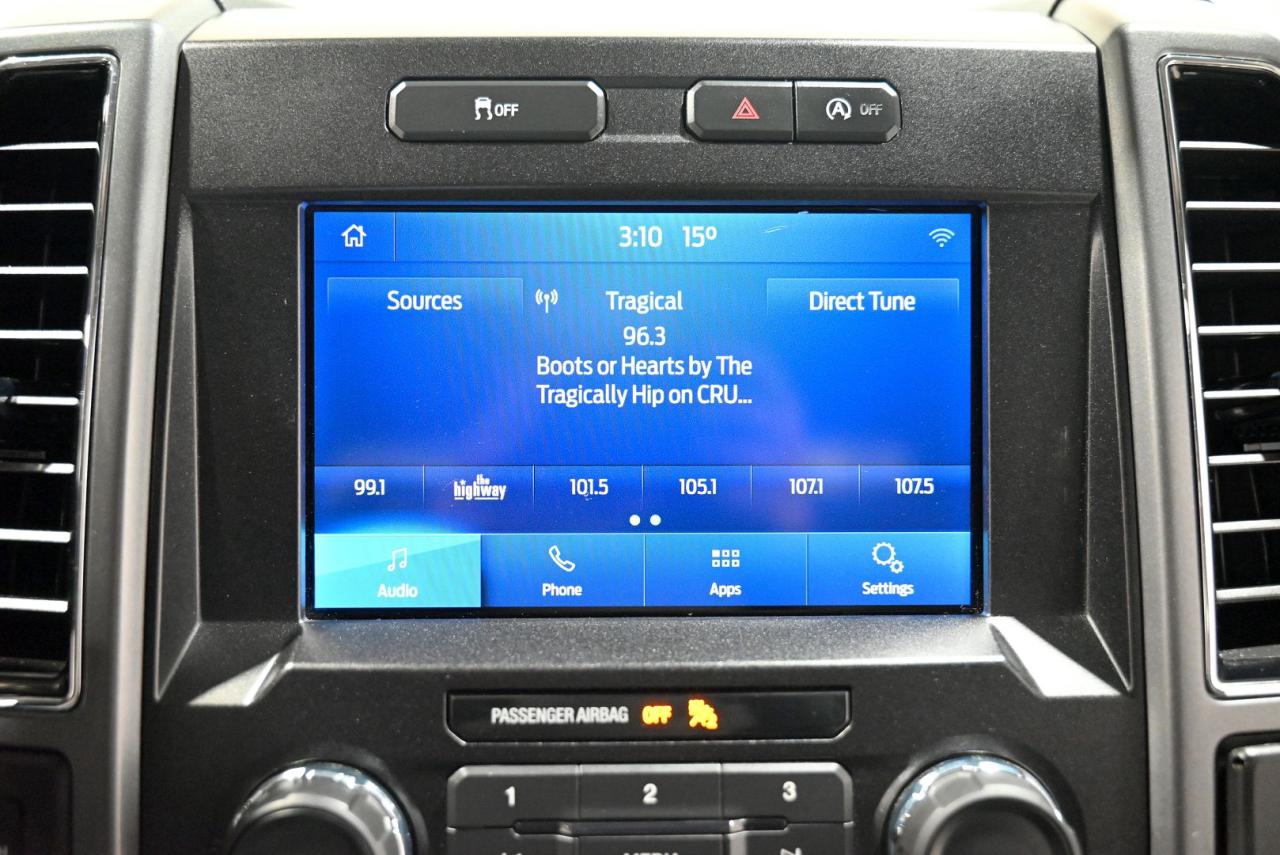 OFF
A OFF
3:10 15º
Sources Tragical Direct Tune
96.3
Boots or Hearts by The
Tragically Hip on CRU...
99.1 the highway 101.5 105.1 107.1 107.5
Audio Phone Apps Settings
PASSENGER AIRBAG OFF
1 2 3